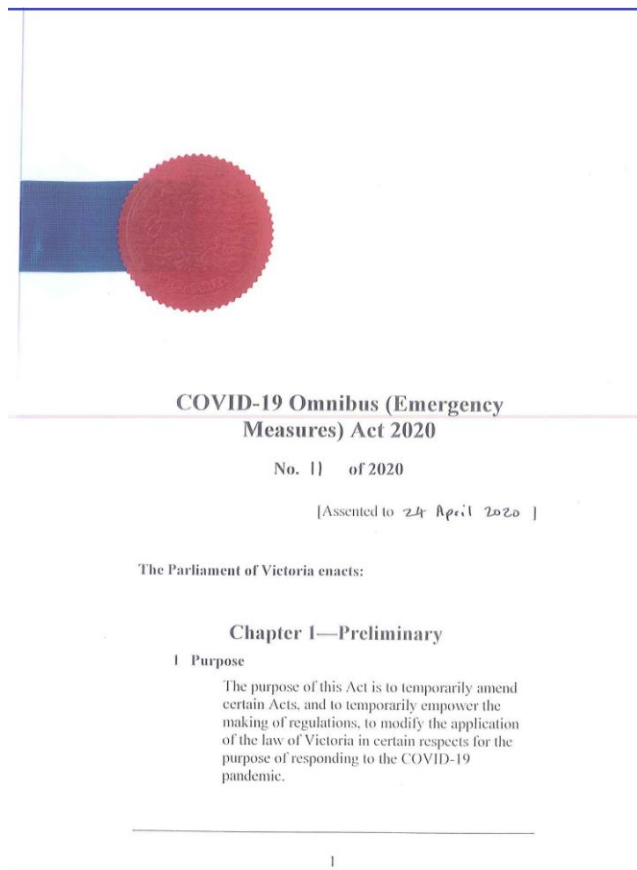 COVID-19 Omnibus (Emergency
Measures) Act 2020
No. 11 of 2020
[Assented to 24 April 2020 ]
The Parliament of Victoria enacts:
Chapter 1—Preliminary
1 Purpose
The purpose of this Act is to temporarily amend
certain Acts, and to temporarily empower the
making of regulations, to modify the application
of the law of Victoria in certain respects for the
purpose of responding to the COVID-19
pandemic.
1